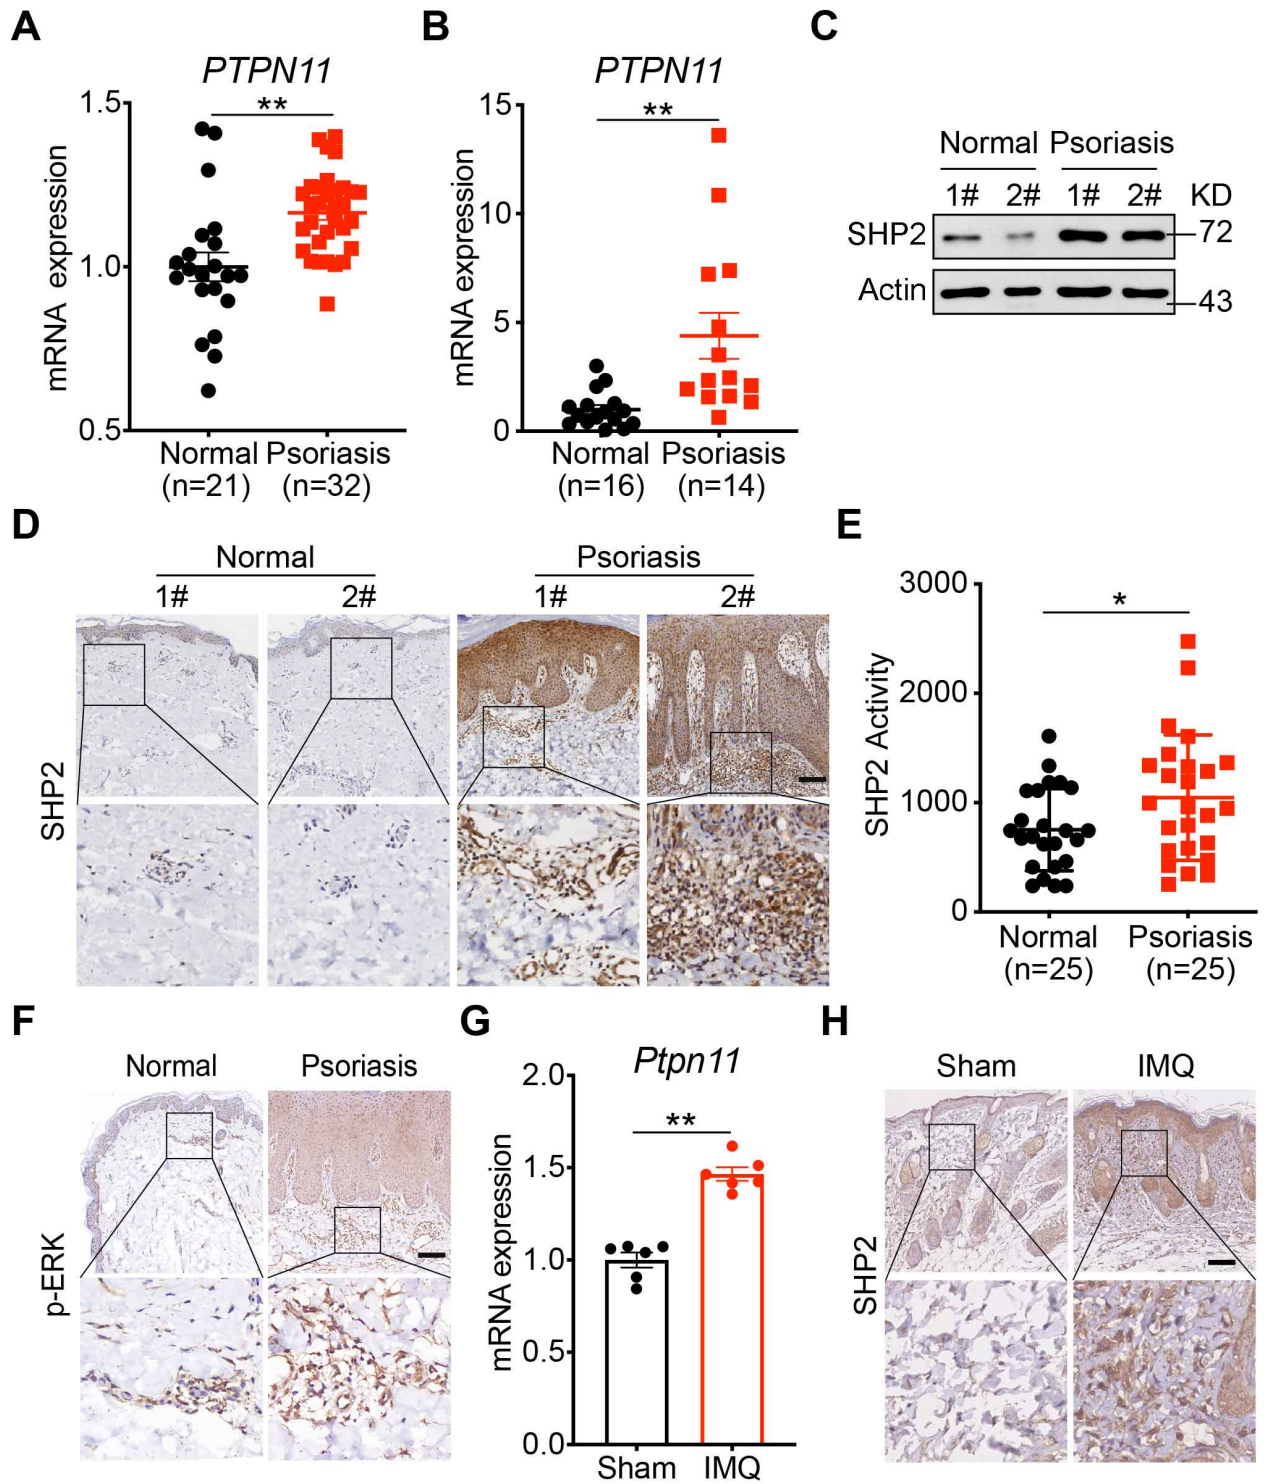 A
PTPN11
**
mRNA expression
1.5
1.0
0.5
Normal Psoriasis
(n=21) (n=32)
B
PTPN11
**
mRNA expression
15
10
5
0
Normal Psoriasis
(n=16) (n=14)
C
Normal Psoriasis
1# 2# 1# 2# KD
SHP2 72
Actin 43
D
Normal Psoriasis
1# 2# 1# 2#
SHP2
E
SHP2 Activity
*
3000
2000
1000
0
Normal Psoriasis
(n=25) (n=25)
F
Normal Psoriasis
p-ERK
G
Ptpn11
**
mRNA expression
2.0
1.5
1.0
0.5
0.0
Sham IMQ
H
Sham IMQ
SHP2